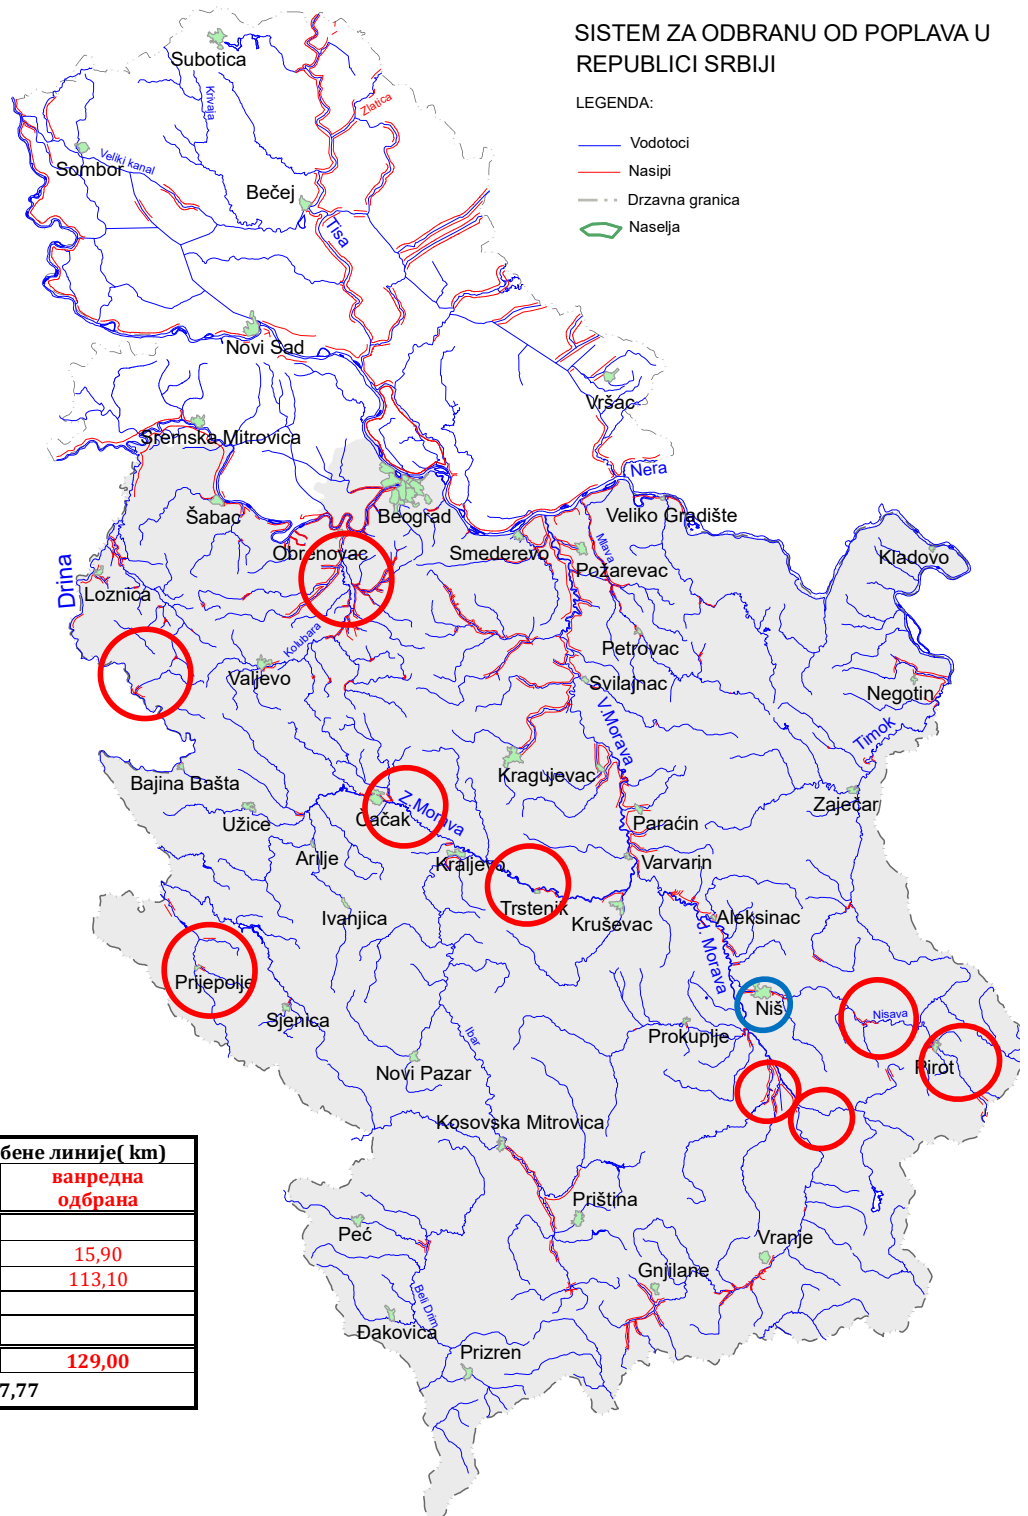 SISTEM ZA ODBRANU OD POPLAVA U
REPUBLICI SRBIJI
LEGENDA:
Vodotoci
Nasipi
Drzavna granica
Naselja
Subotica
Krivaja
Zlatica
Sombor
Veliki kanal
Bečej
Tisa
Novi Sad
Vršac
Sremska Mitrovica
Nera
Šabac
Beograd
Veliko Gradište
Obrenovac
Smederevo
Mlava
Požarevac
Kladovo
Drina
Loznica
Kolubara
Petrovac
Valjevo
Svilajnac
Negotin
V.Morava
Timok
Bajina Bašta
Kragujevac
Zaječar
Užice
Čačak
Z.Morava
Paraćin
Arilje
Kraljevo
Varvarin
Ivanjica
Trstenik
Kruševac
Aleksinac
J. Morava
Prijepolje
Sjenica
Niš
Nisava
Ibar
Prokuplje
Pirot
Novi Pazar
Kosovska Mitrovica
Priština
Peć
Vranje
Gnjilane
Beli Drim
Đakovica
Prizren
бене линије( km)
ванредна
одбрана
15,90
113,10
129,00
7,77